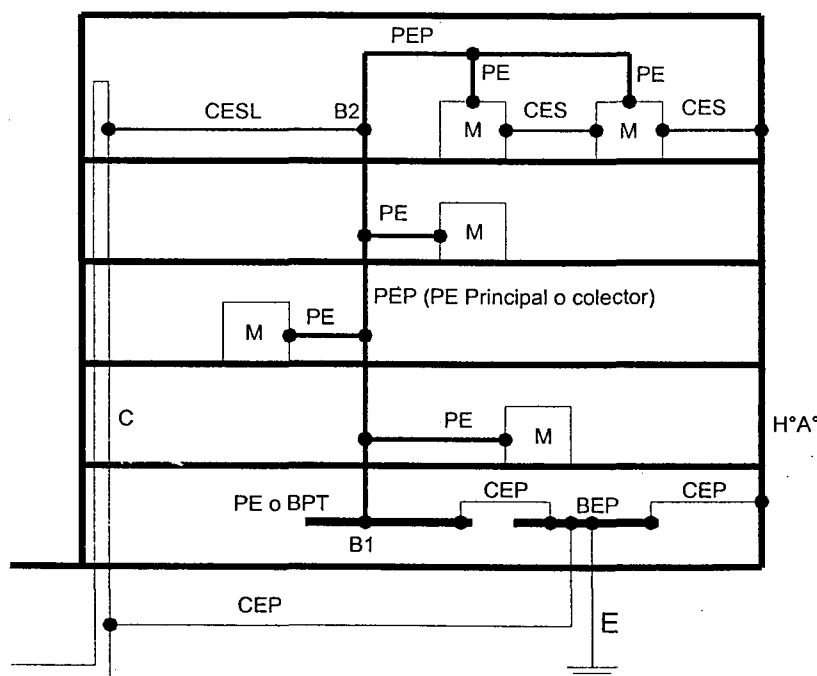 PEP
PE PE
CESL B2 M CES M CES
PE M
PEP (PE Principal o colector)
M PE
C PE M H°A°
PE o BPT CEP BEP CEP
B1
CEP E